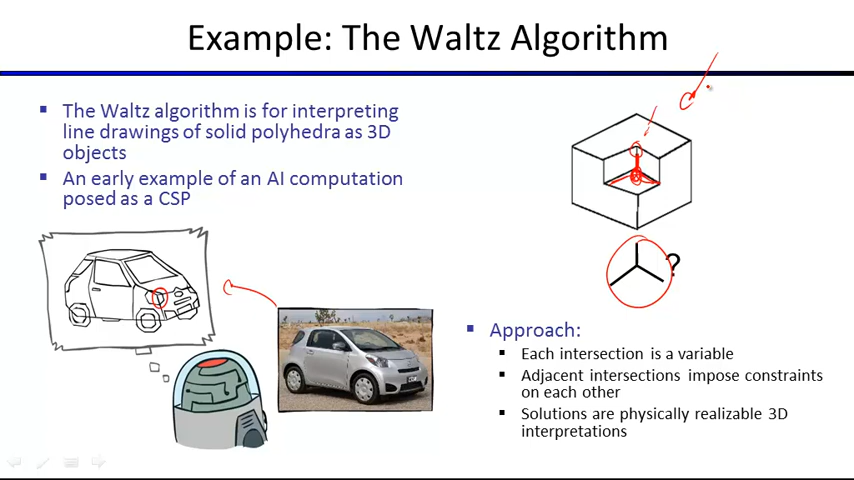 Example: The Waltz Algorithm
The Waltz algorithm is for interpreting
line drawings of solid polyhedra as 3D
objects
An early example of an AI computation
posed as a CSP
?
Approach:
Each intersection is a variable
Adjacent intersections impose constraints
on each other
Solutions are physically realizable 3D
interpretations